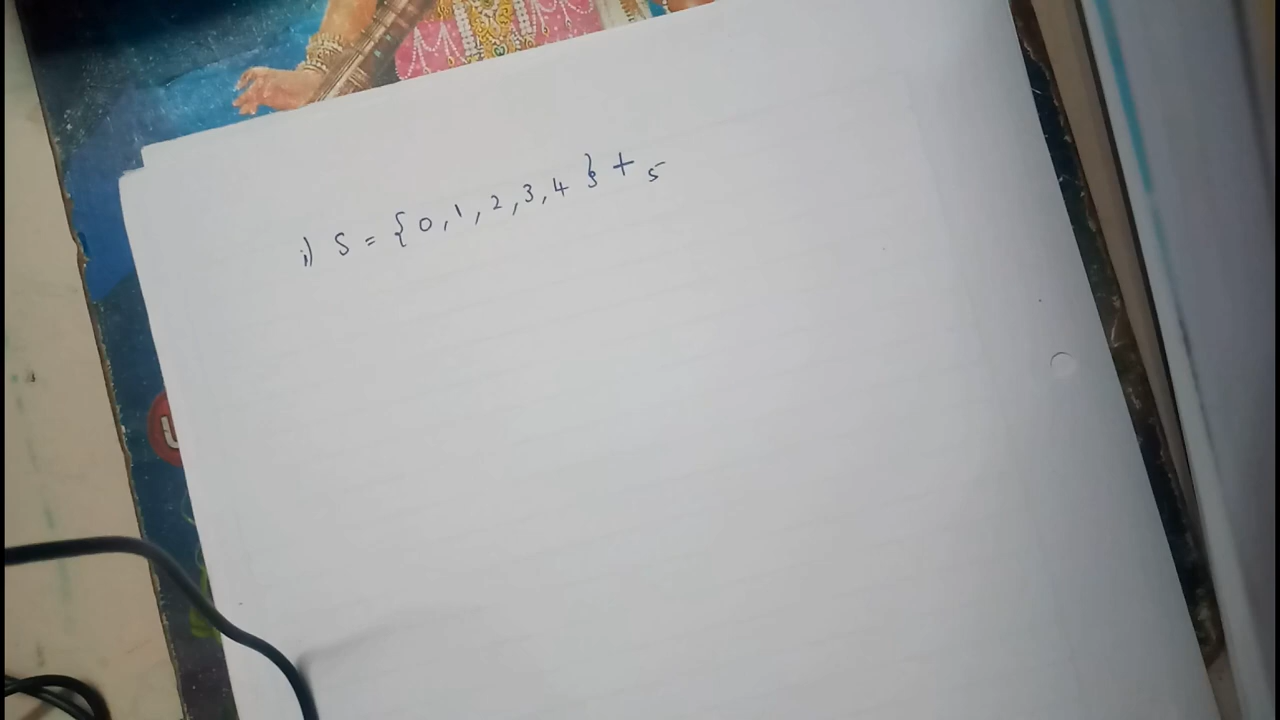 i) S = {0, 1, 2, 3, 4} +₅
U